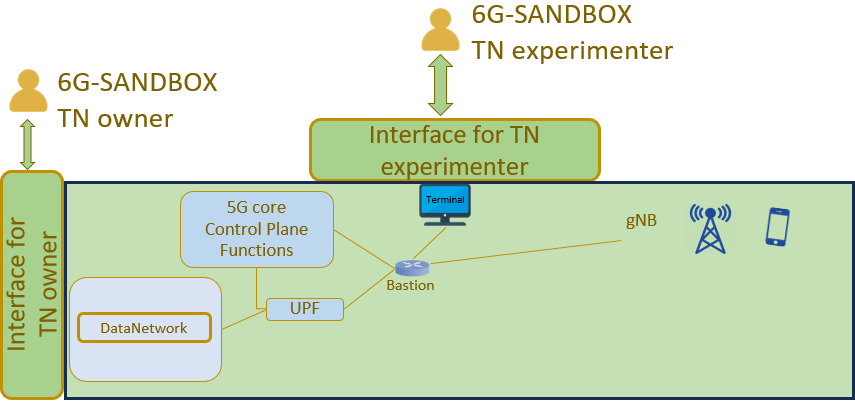 6G-SANDBOX
TN experimenter
6G-SANDBOX
TN owner
Interface for TN
experimenter
Interface for
TN owner
Terminal
5G core
Control Plane
Functions
gNB
Bastion
UPF
DataNetwork